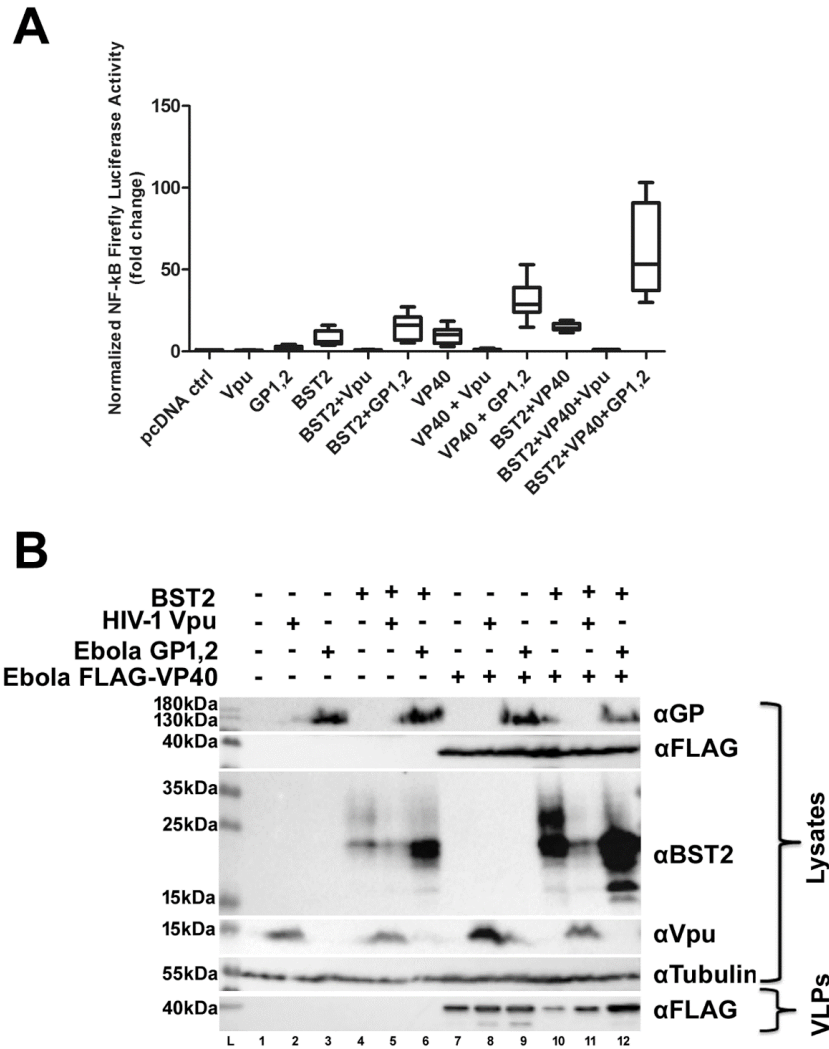 A
Normalized NF-kB Firefly Luciferase Activity
(fold change)
150
100
50
0
pcDNA ctrl
Vpu
GP1,2
BST2
BST2+Vpu
BST2+GP1,2
VP40
VP40 + Vpu
VP40 + GP1,2
BST2+VP40
BST2+VP40+Vpu
BST2+VP40+GP1,2
B
BST2 - - - + + + - - - + + +
HIV-1 Vpu - + - - + - - + - - + -
Ebola GP1,2 - - + - - + - - + - - +
Ebola FLAG-VP40 - - - - - - + + + + + +
180kDa
130kDa
αGP
40kDa
αFLAG
35kDa
25kDa
αBST2
15kDa
15kDa
αVpu
55kDa
αTubulin
40kDa
αFLAG
Lysates
VLPs
L 1 2 3 4 5 6 7 8 9 10 11 12